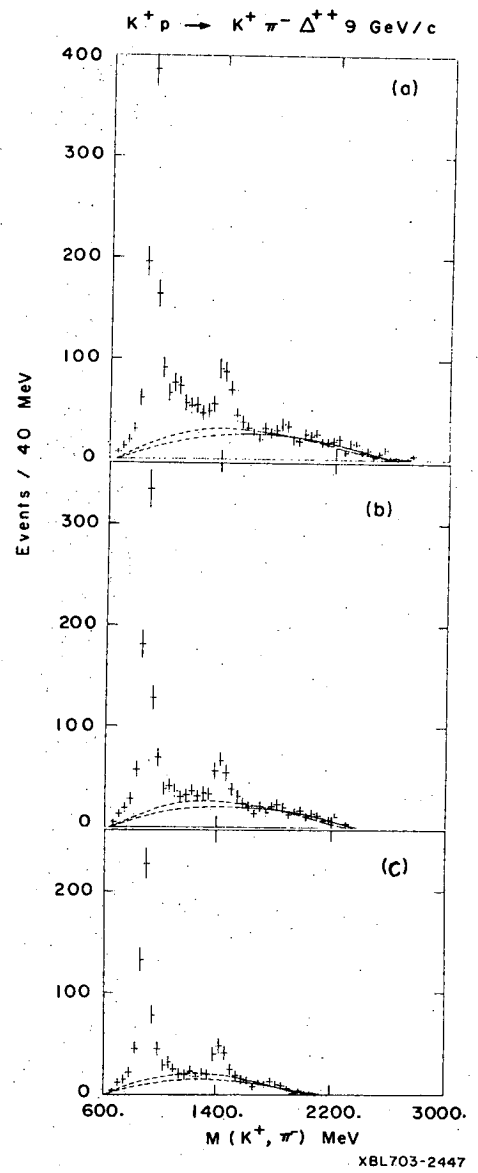 K⁺ p → K⁺ π⁻ Δ⁺⁺ 9 GeV/c
400
(a)
300
200
100
0
(b)
300
200
100
0
(c)
200
100
0
Events / 40 MeV
600. 1400. 2200. 3000.
M (K⁺, π⁻) MeV
XBL703-2447